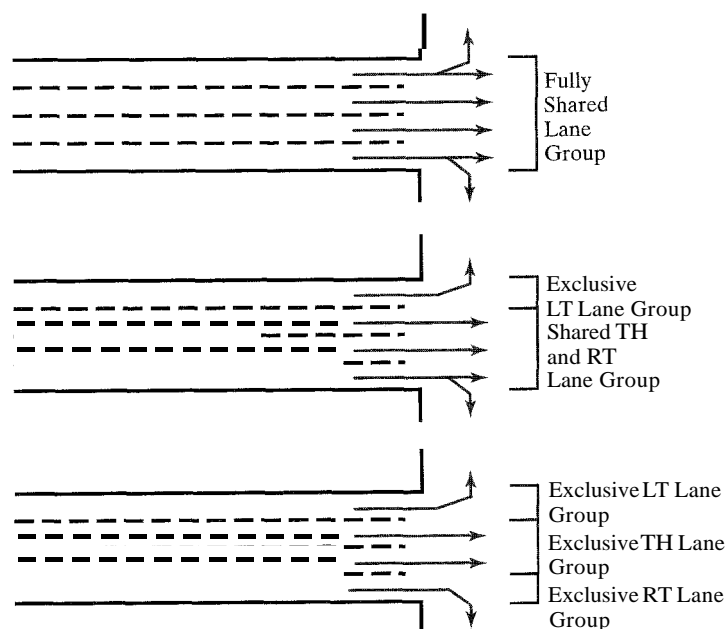 Fully
Shared
Lane
Group
Exclusive
LT Lane Group
Shared TH
and RT
Lane Group
Exclusive LT Lane
Group
Exclusive TH Lane
Group
Exclusive RT Lane
Group